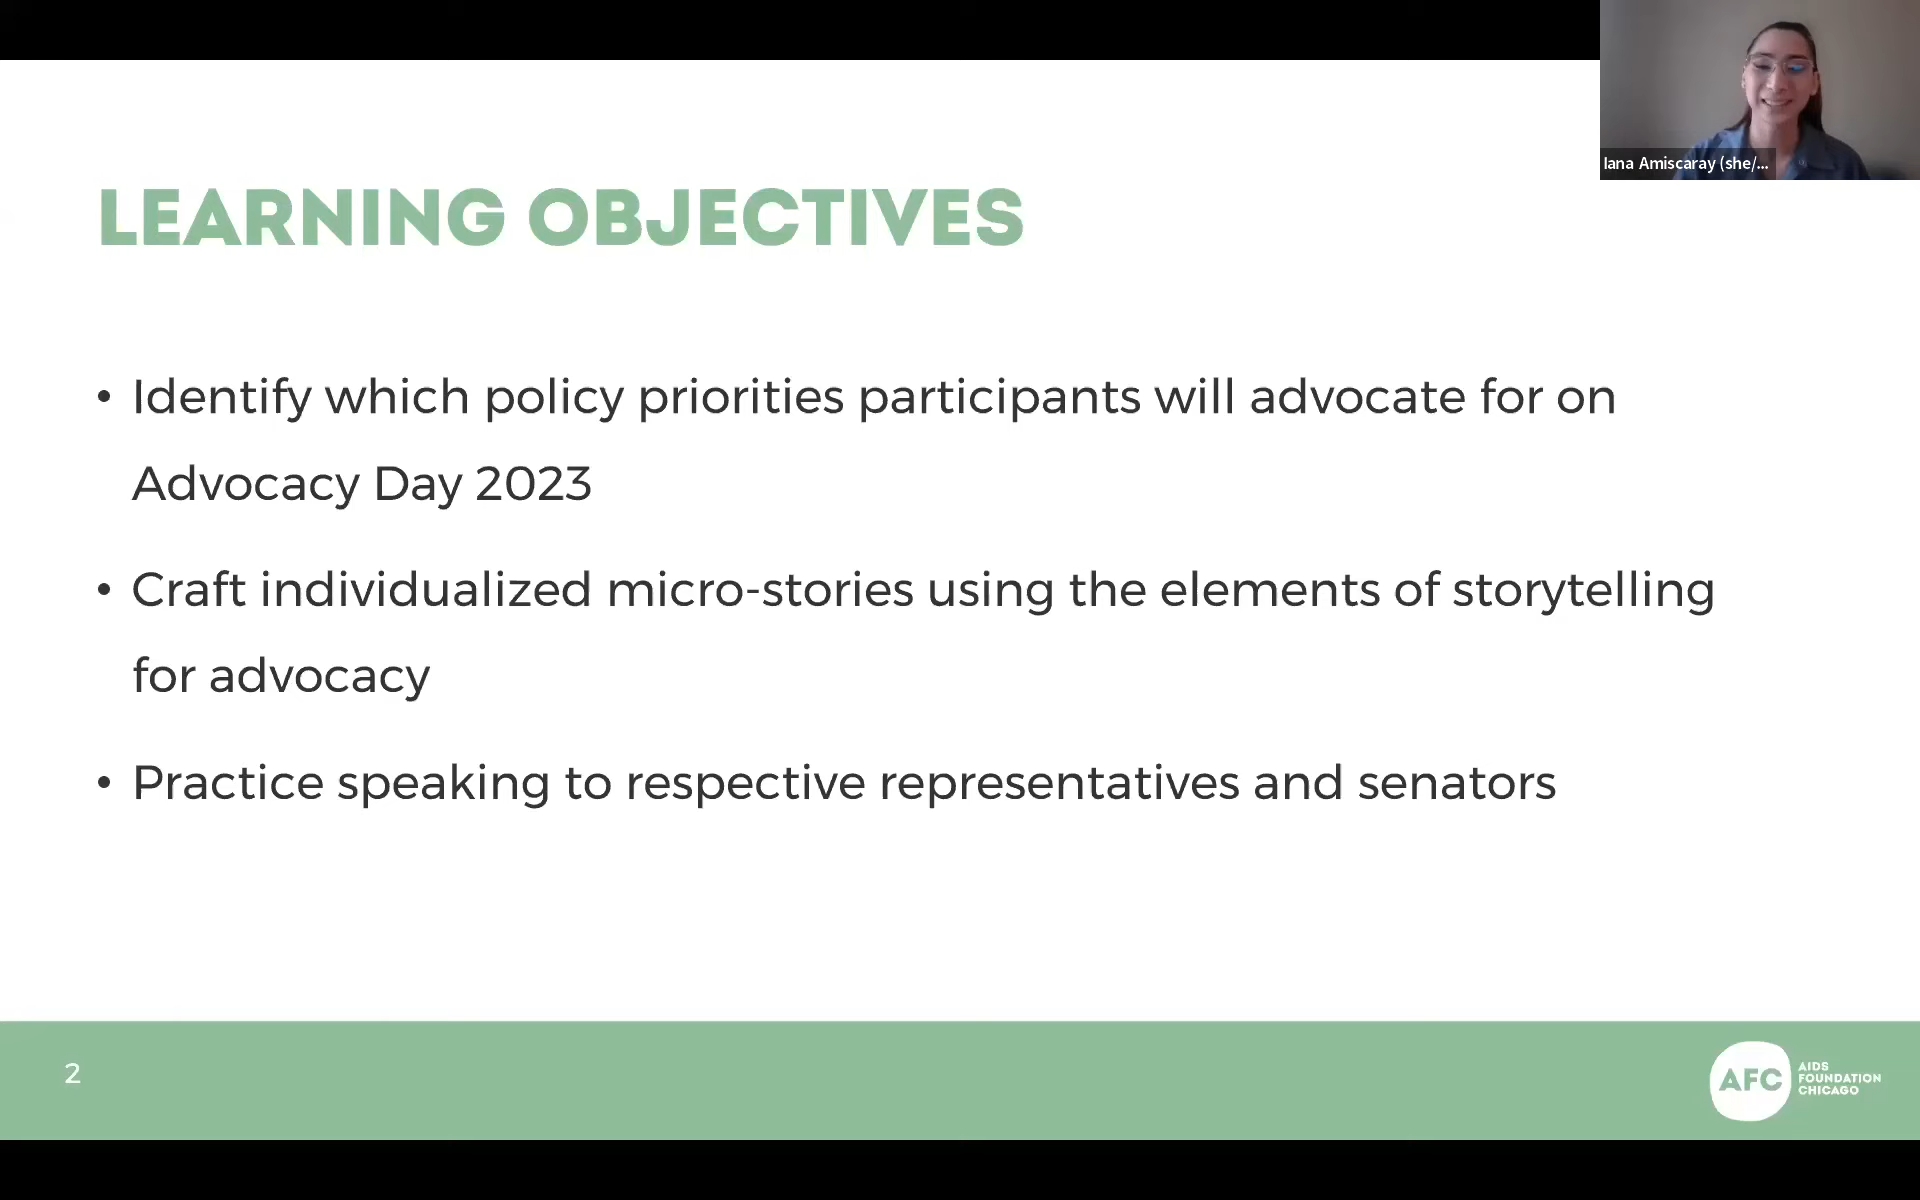 Iana Amiscaray (she/...
LEARNING OBJECTIVES
• Identify which policy priorities participants will advocate for on
Advocacy Day 2023
• Craft individualized micro-stories using the elements of storytelling
for advocacy
• Practice speaking to respective representatives and senators
2
AFC
AIDS
FOUNDATION
CHICAGO